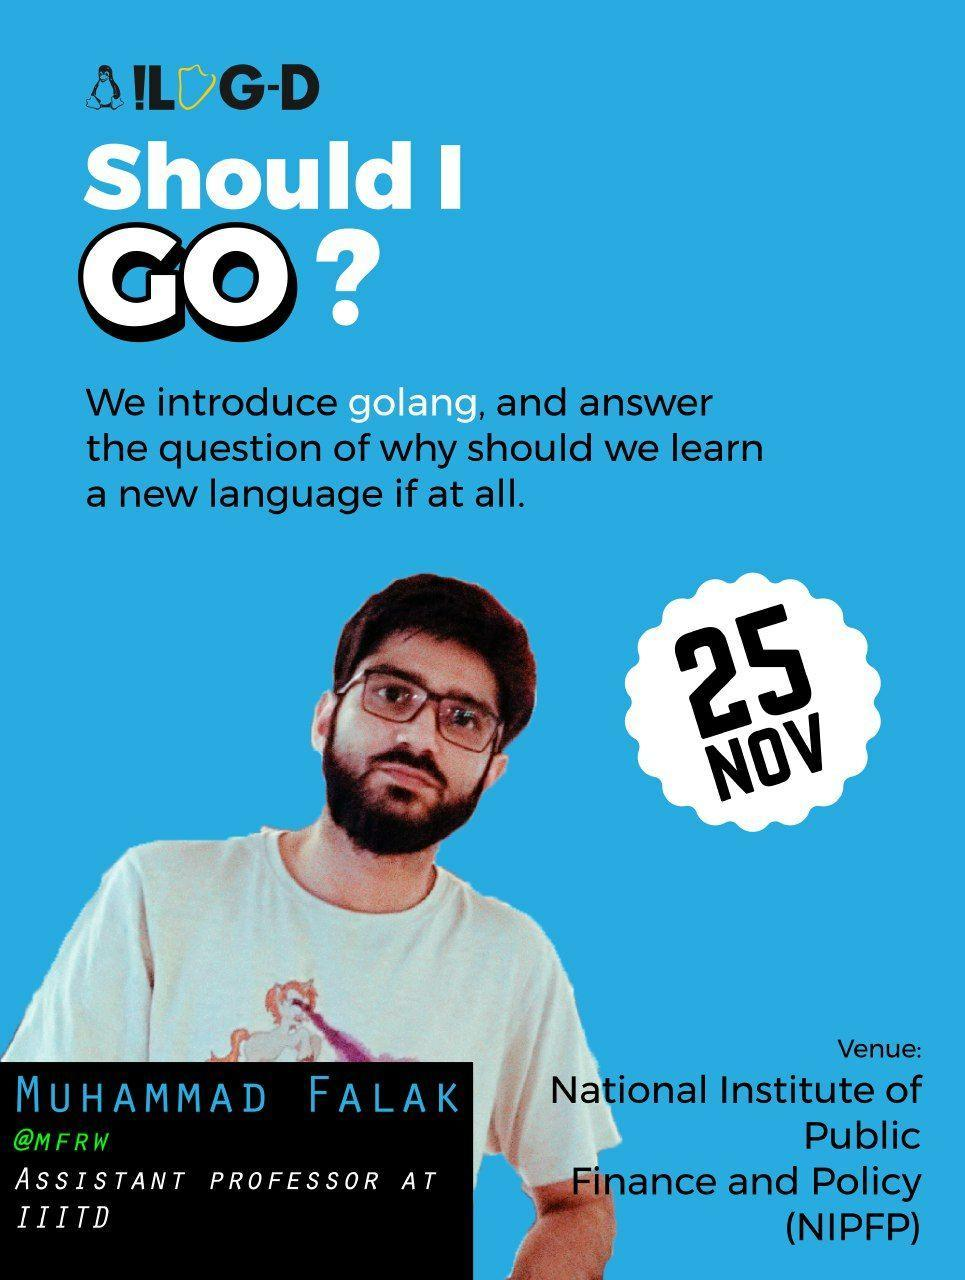 !LUG-D
Should I
GO ?
We introduce golang, and answer
the question of why should we learn
a new language if at all.
25
NOV
Venue:
National Institute of
Public
Finance and Policy
(NIPFP)
MUHAMMAD FALAK
@MFRW
ASSISTANT PROFESSOR AT
IIITD